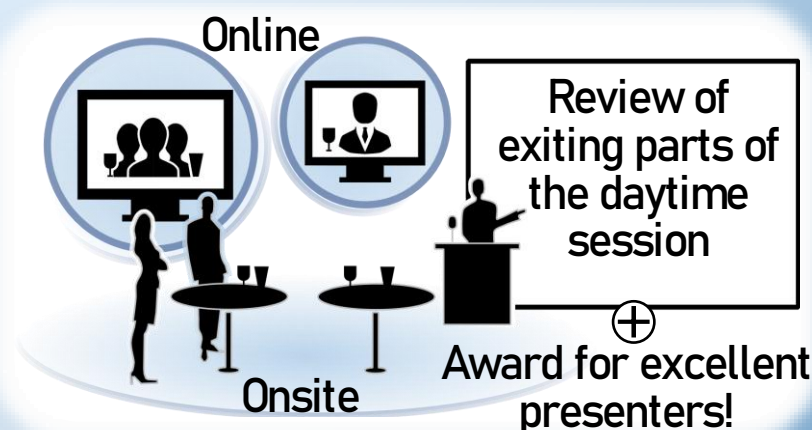 Online
Review of
exiting parts of
the daytime
session
Onsite
Award for excellent
presenters!